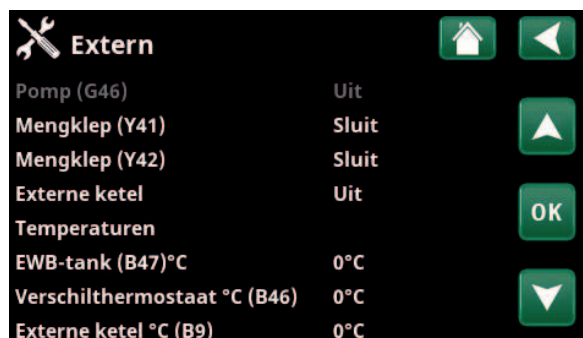 Extern
Pomp (G46) Uit
Mengklep (Y41) Sluit
Mengklep (Y42) Sluit
Externe ketel Uit
Temperaturen
OK
EWB-tank (B47)°C 0°C
Verschilthermostaat °C (B46) 0°C
Externe ketel °C (B9) 0°C